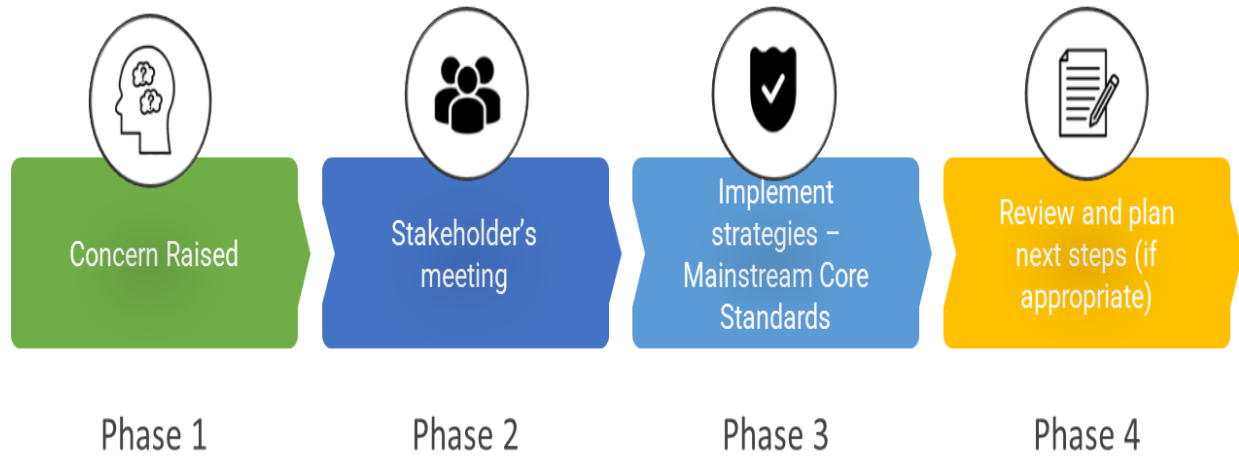 Concern Raised
Stakeholder’s
meeting
Implement
strategies –
Mainstream Core
Standards
Review and plan
next steps (if
appropriate)
Phase 1
Phase 2
Phase 3
Phase 4